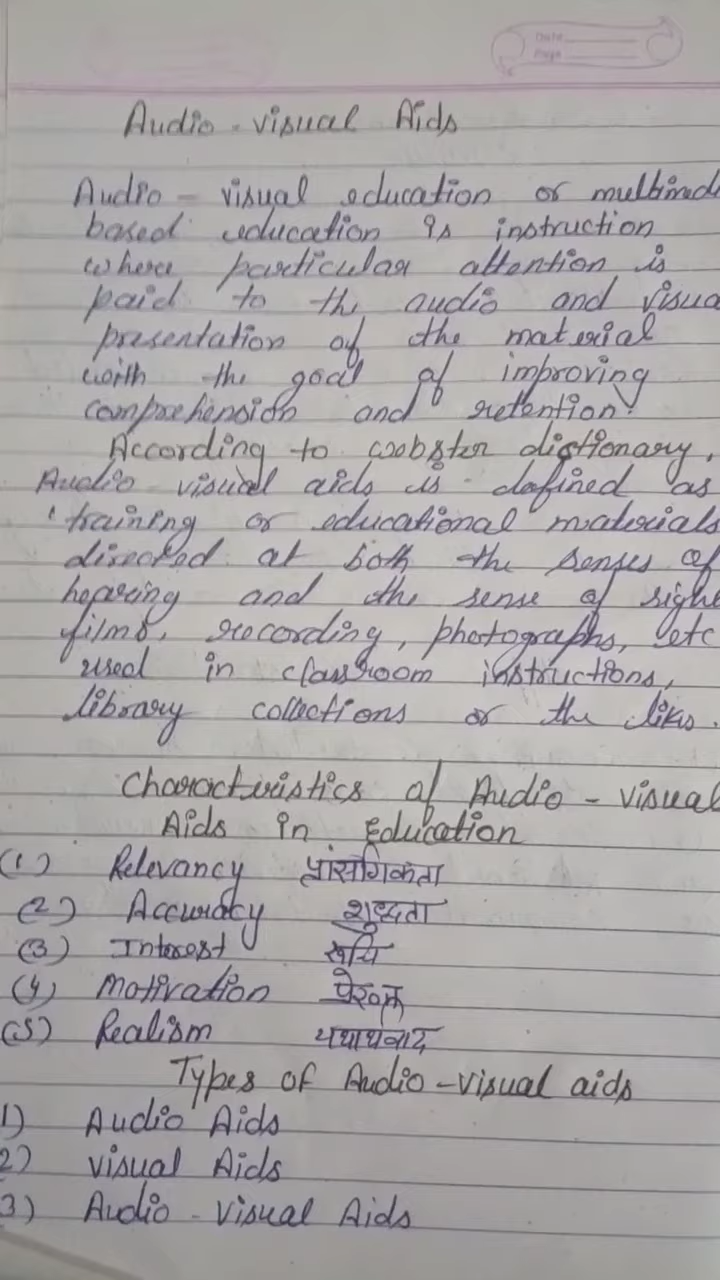 Date
Page
Audio-visual Aids
Audio - visual education or multimed
based education is instruction
where particular attention is
paid to the audio and visua
presentation of the material
with the goal of improving
comprehension and retention.
According to webster dictionary,
Audio visual aids is defined as
'training or educational materials
directed at both the senses of
hearing and the sense of sight
films, recording, photographs, etc
used in classroom instructions,
library collections or the likes.
Characteristics of Audio - visual
Aids in Education
(1) Relevancy प्रांसगिकता
(2) Accuracy शुद्धता
(3) Interest रूचि
(4) Motivation
(5) Realism यथार्थवाद
Types of Audio-visual aids
1) Audio Aids
2) visual Aids
3) Audio - visual Aids